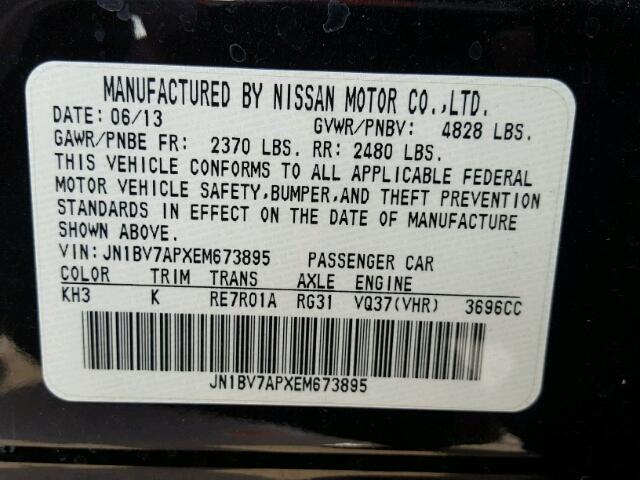 MANUFACTURED BY NISSAN MOTOR CO.,LTD.
DATE: 06/13 GVWR/PNBV: 4828 LBS.
GAWR/PNBE FR: 2370 LBS. RR: 2480 LBS.
THIS VEHICLE CONFORMS TO ALL APPLICABLE FEDERAL
MOTOR VEHICLE SAFETY,BUMPER,AND THEFT PREVENTION
STANDARDS IN EFFECT ON THE DATE OF MANUFACTURE
SHOWN ABOVE.
VIN:JN1BV7APXEM673895 PASSENGER CAR
COLOR TRIM TRANS AXLE ENGINE
KH3 K RE7R01A RG31 VQ37(VHR) 3696CC
JN1BV7APXEM673895